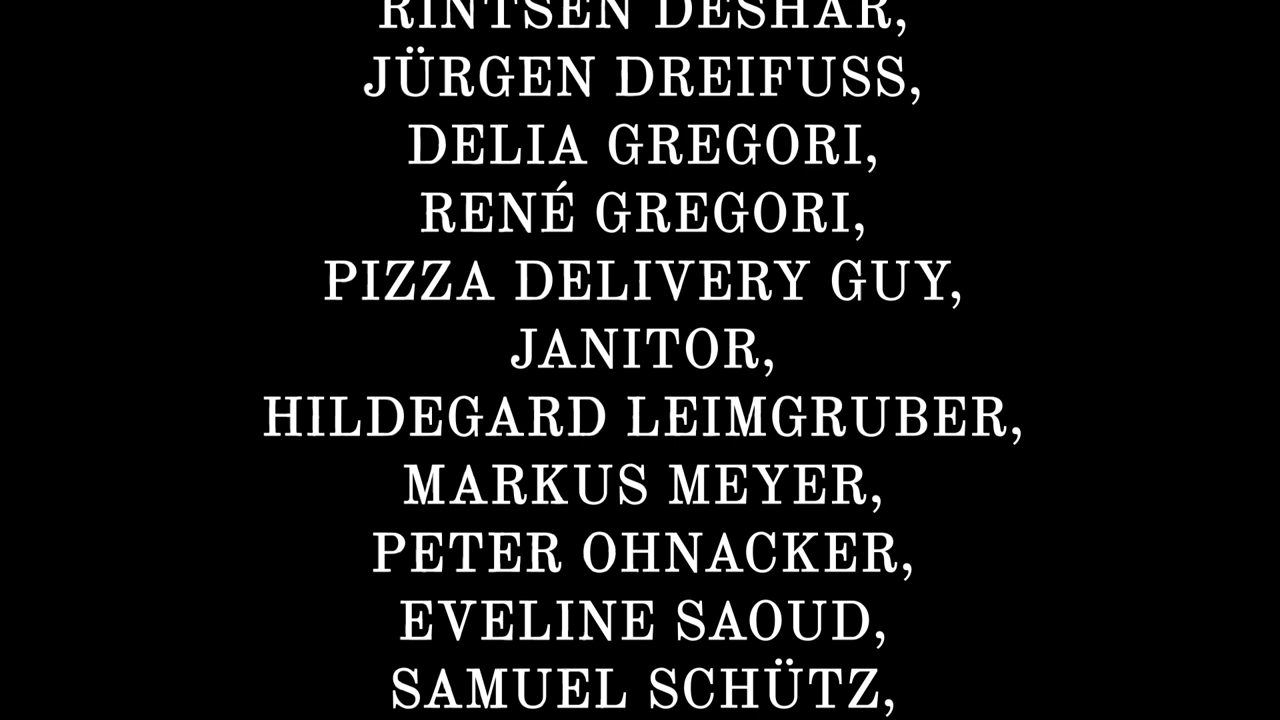 RINTSEN DESHAR,
JÜRGEN DREIFUSS,
DELIA GREGORI,
RENÉ GREGORI,
PIZZA DELIVERY GUY,
JANITOR,
HILDEGARD LEIMGRUBER,
MARKUS MEYER,
PETER OHNACKER,
EVELINE SAOUD,
SAMUEL SCHÜTZ,